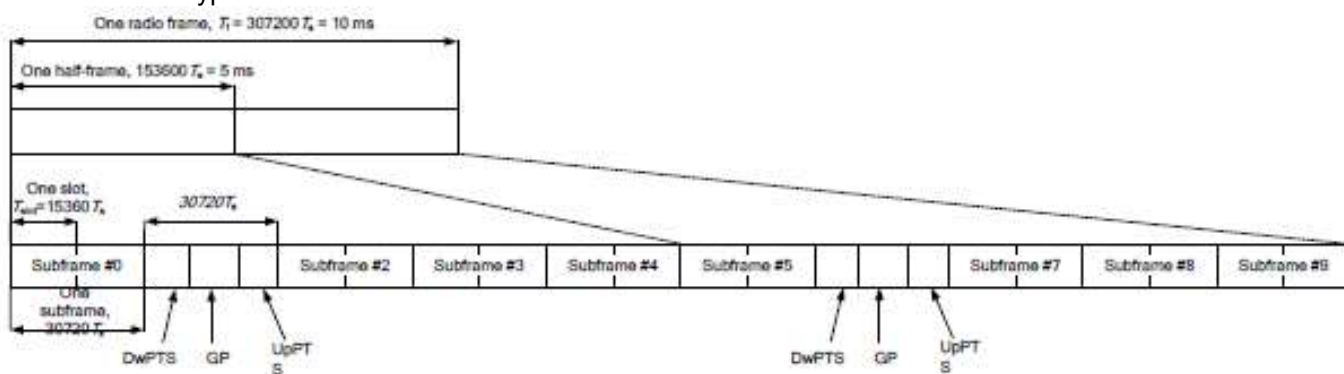 One radio frame, Tf = 307200 Ts = 10 ms
One half-frame, 153600 Ts = 5 ms
One slot,
Tslot=15360 Ts
30720Ts
Subframe #0
Subframe #2
Subframe #3
Subframe #4
Subframe #5
Subframe #7
Subframe #8
Subframe #9
One
subframe,
30720 Ts
DwPTS
GP
UpPT
S
DwPTS
GP
UpPT
S